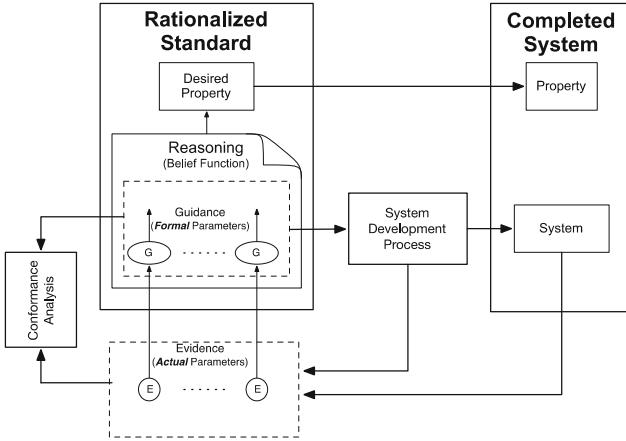 Rationalized
Standard
Completed
System
Desired
Property
Property
Reasoning
(Belief Function)
Guidance
(Formal Parameters)
G ...... G
System
Development
Process
System
Conformance
Analysis
Evidence
(Actual Parameters)
E ...... E